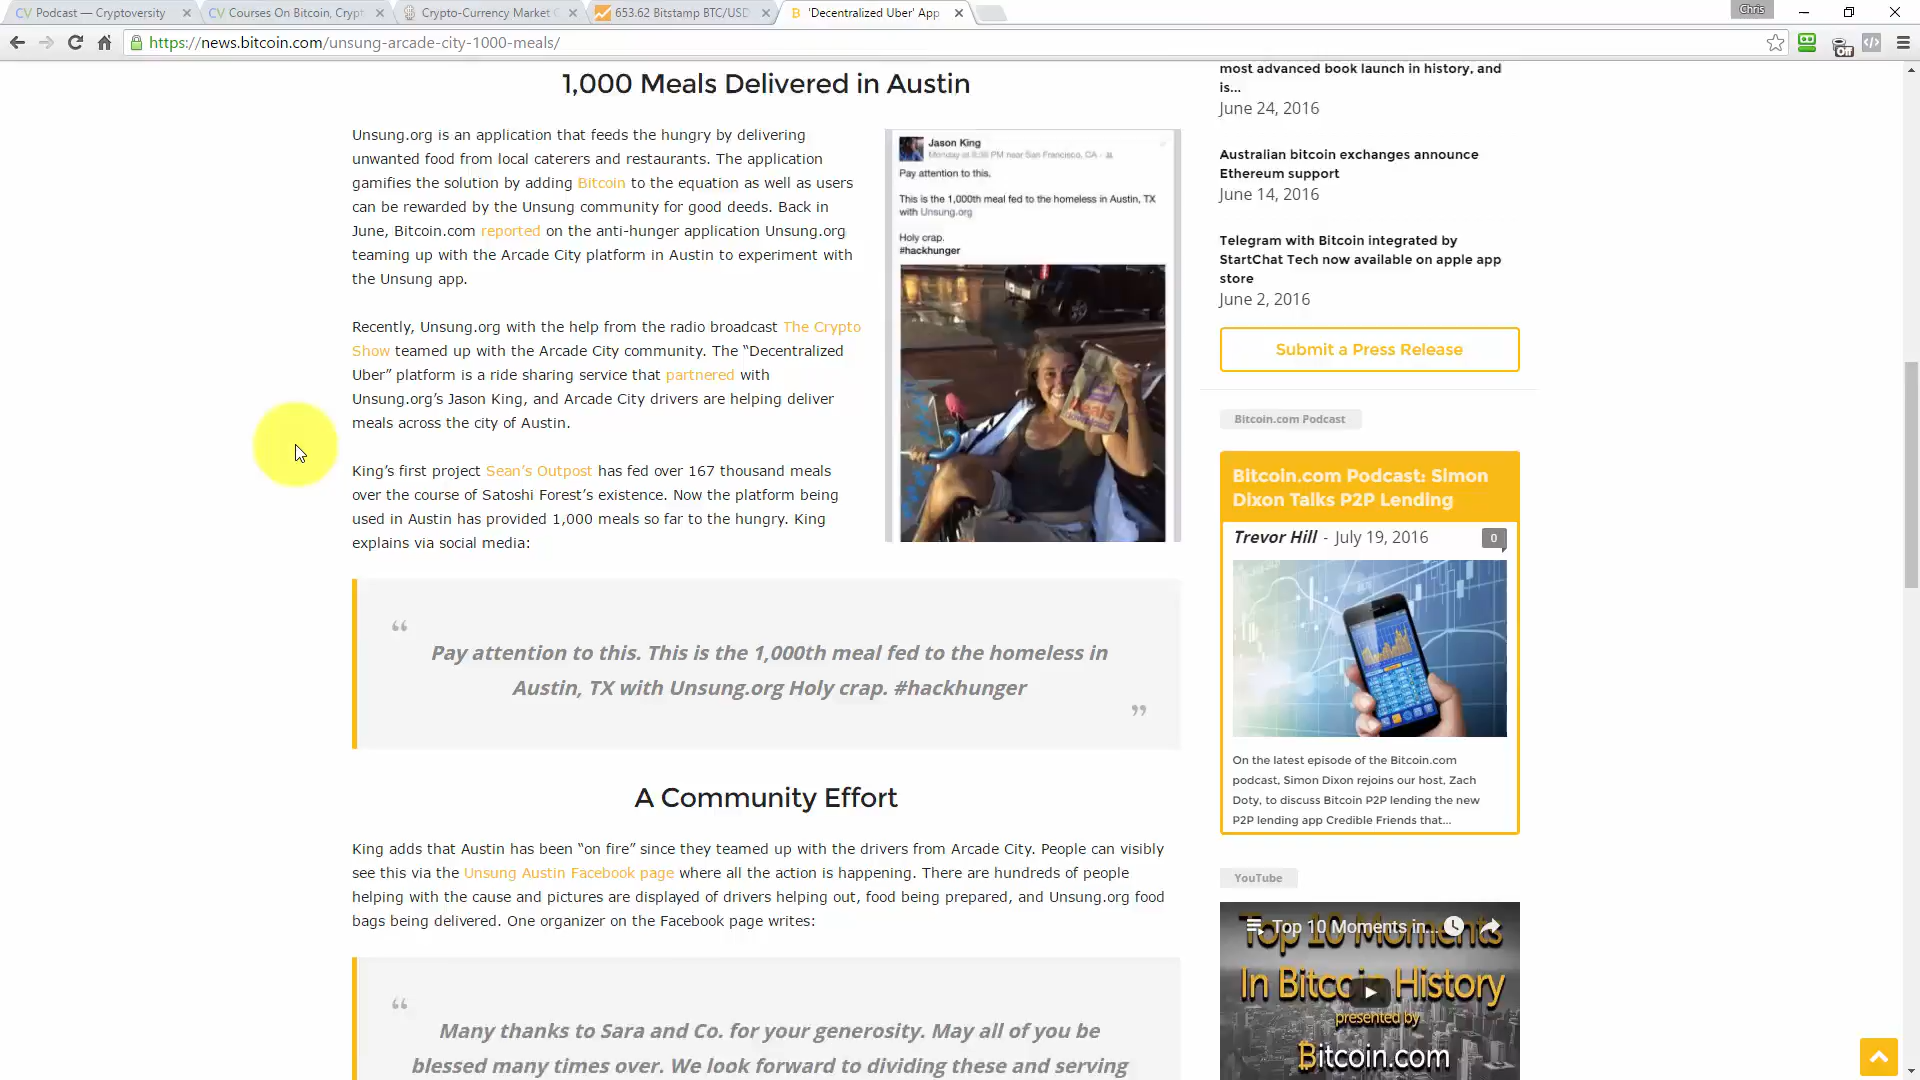 Podcast — Cryptoversity
Courses On Bitcoin, Crypt
Crypto-Currency Market C
653.62 Bitstamp BTC/USD
'Decentralized Uber' App
Chris
https://news.bitcoin.com/unsung-arcade-city-1000-meals/
Off
1,000 Meals Delivered in Austin
Unsung.org is an application that feeds the hungry by delivering
unwanted food from local caterers and restaurants. The application
gamifies the solution by adding Bitcoin to the equation as well as users
can be rewarded by the Unsung community for good deeds. Back in
June, Bitcoin.com reported on the anti-hunger application Unsung.org
teaming up with the Arcade City platform in Austin to experiment with
the Unsung app.
Recently, Unsung.org with the help from the radio broadcast The Crypto
Show teamed up with the Arcade City community. The “Decentralized
Uber” platform is a ride sharing service that partnered with
Unsung.org’s Jason King, and Arcade City drivers are helping deliver
meals across the city of Austin.
King’s first project Sean’s Outpost has fed over 167 thousand meals
over the course of Satoshi Forest’s existence. Now the platform being
used in Austin has provided 1,000 meals so far to the hungry. King
explains via social media:
Jason King
Monday at 8:38 PM near San Francisco, CA
Pay attention to this.
This is the 1,000th meal fed to the homeless in Austin, TX
with Unsung.org
Holy crap.
#hackhunger
“ Pay attention to this. This is the 1,000th meal fed to the homeless in
Austin, TX with Unsung.org Holy crap. #hackhunger ”
A Community Effort
King adds that Austin has been “on fire” since they teamed up with the drivers from Arcade City. People can visibly
see this via the Unsung Austin Facebook page where all the action is happening. There are hundreds of people
helping with the cause and pictures are displayed of drivers helping out, food being prepared, and Unsung.org food
bags being delivered. One organizer on the Facebook page writes:
“ Many thanks to Sara and Co. for your generosity. May all of you be
blessed many times over. We look forward to dividing these and serving
most advanced book launch in history, and
is...
June 24, 2016
Australian bitcoin exchanges announce
Ethereum support
June 14, 2016
Telegram with Bitcoin integrated by
StartChat Tech now available on apple app
store
June 2, 2016
Submit a Press Release
Bitcoin.com Podcast
Bitcoin.com Podcast: Simon
Dixon Talks P2P Lending
Trevor Hill - July 19, 2016
0
On the latest episode of the Bitcoin.com
podcast, Simon Dixon rejoins our host, Zach
Doty, to discuss Bitcoin P2P lending the new
P2P lending app Credible Friends that...
YouTube
Top 10 Moments in...
Top 10 Moments
In Bitcoin History
presented by
Bitcoin.com